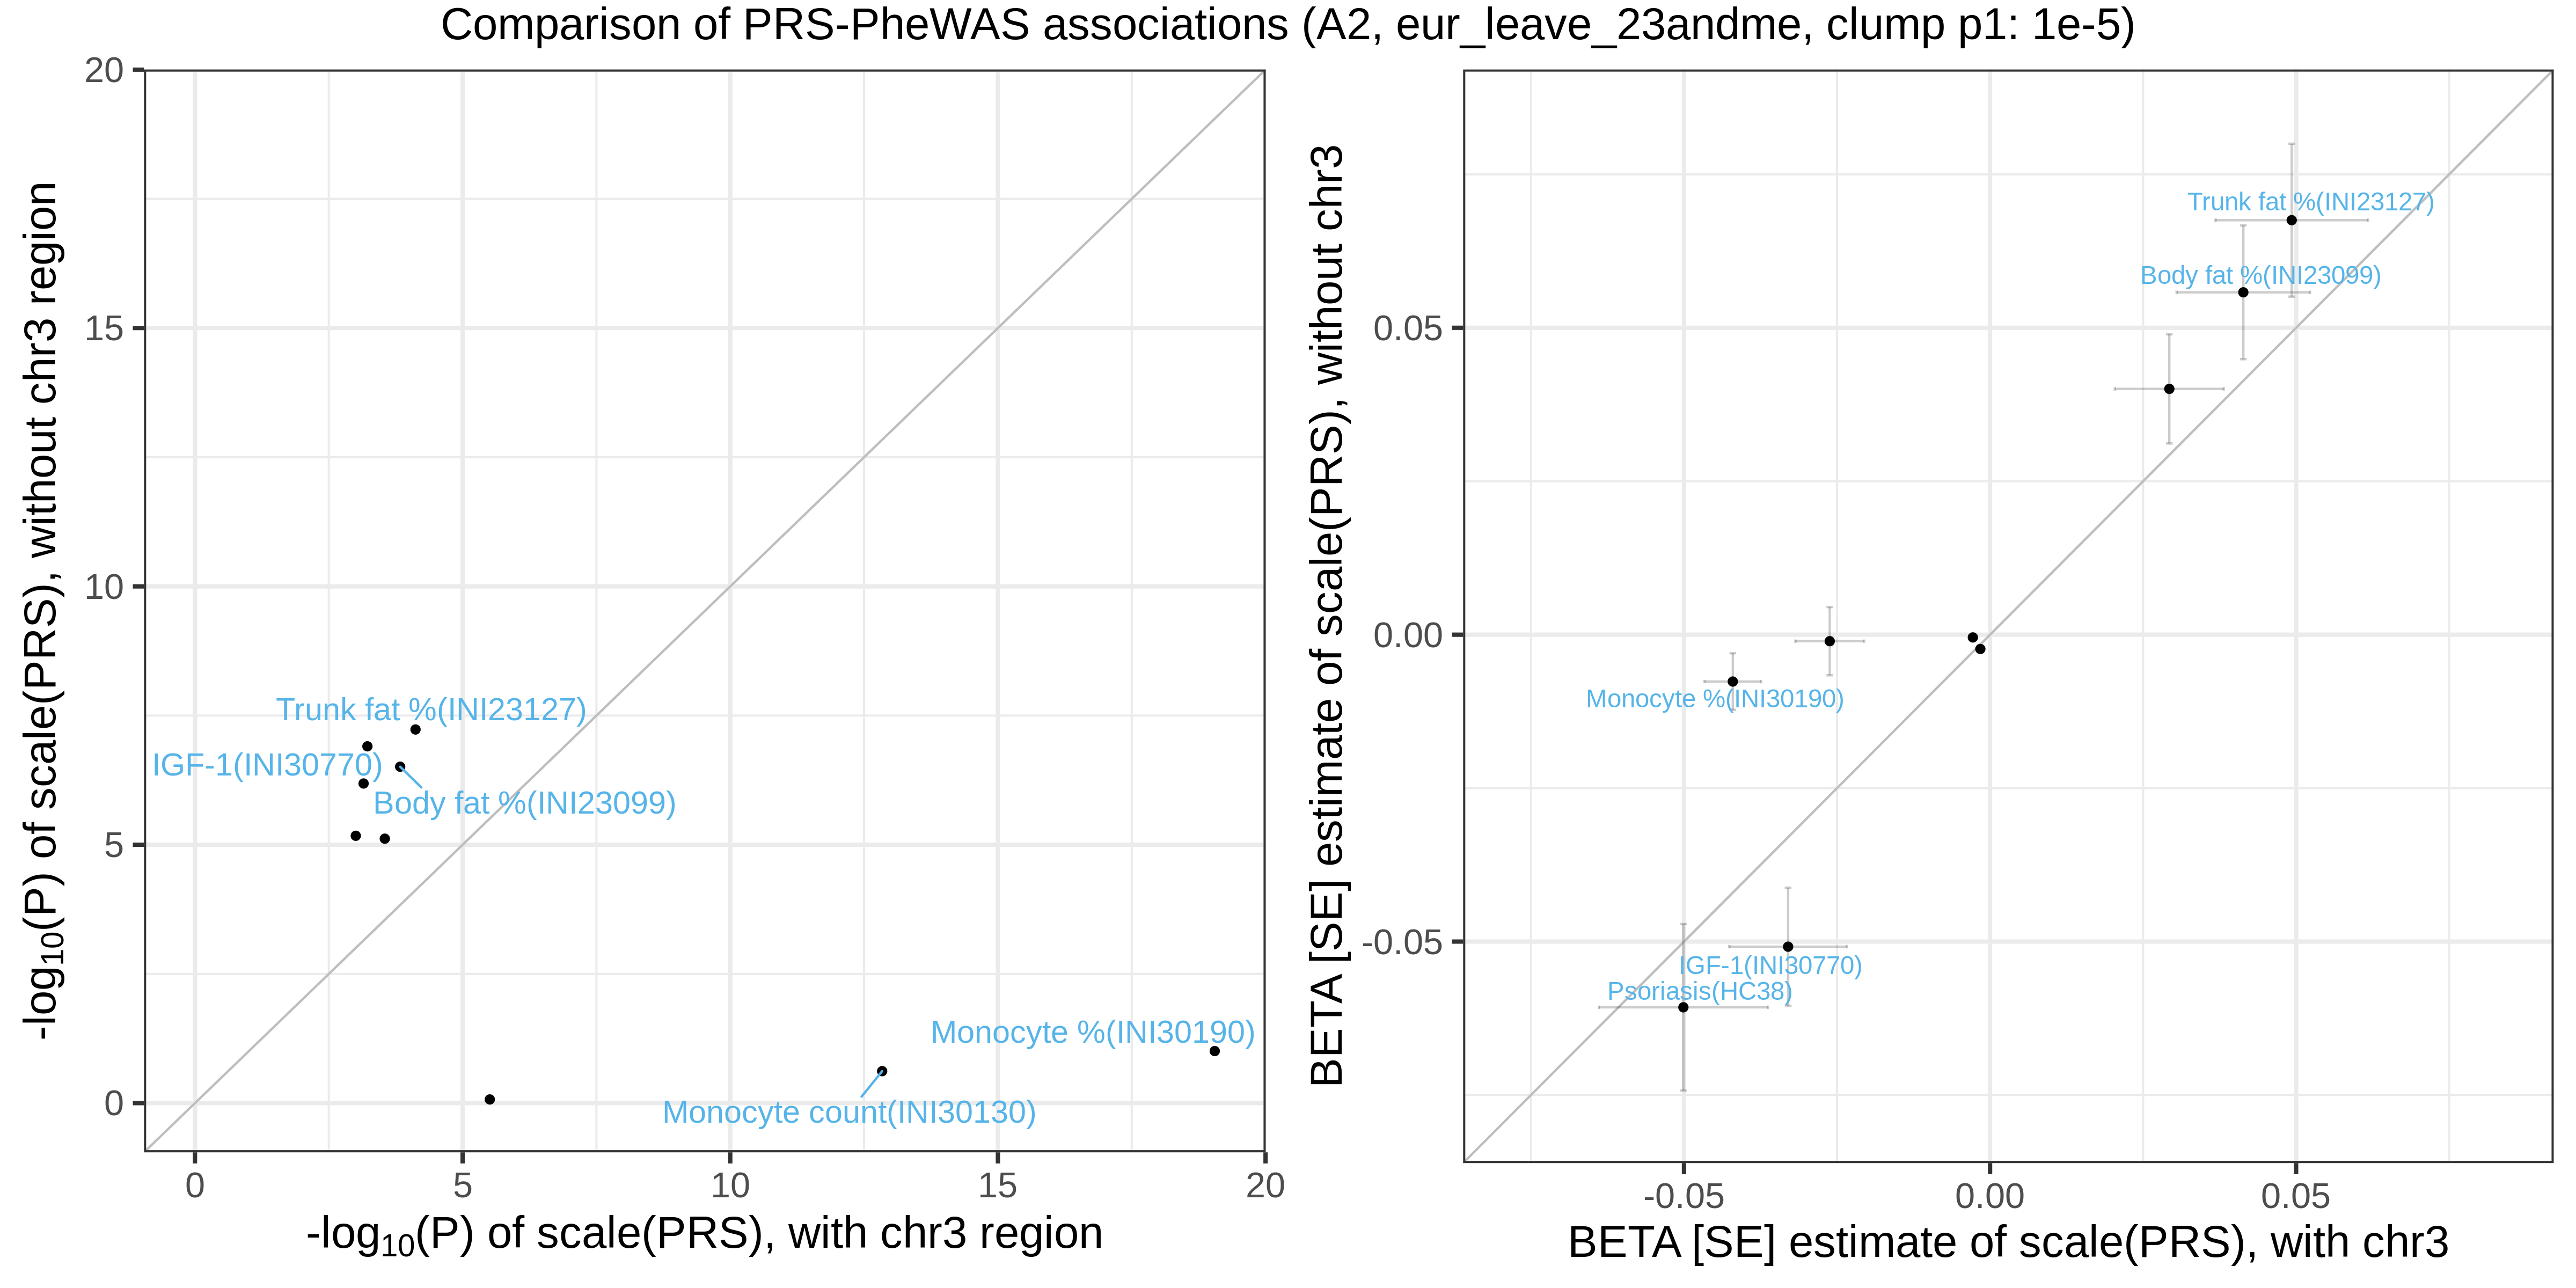 Comparison of PRS-PheWAS associations (A2, eur_leave_23andme, clump p1: 1e-5)
-log10(P) of scale(PRS), without chr3 region
20
15
10
5
0
Trunk fat %(INI23127)
IGF-1(INI30770)
Body fat %(INI23099)
Monocyte %(INI30190)
Monocyte count(INI30130)
0 5 10 15 20
-log10(P) of scale(PRS), with chr3 region
BETA [SE] estimate of scale(PRS), without chr3
0.05
0.00
-0.05
Trunk fat %(INI23127)
Body fat %(INI23099)
Monocyte %(INI30190)
IGF-1(INI30770)
Psoriasis(HC38)
-0.05 0.00 0.05
BETA [SE] estimate of scale(PRS), with chr3